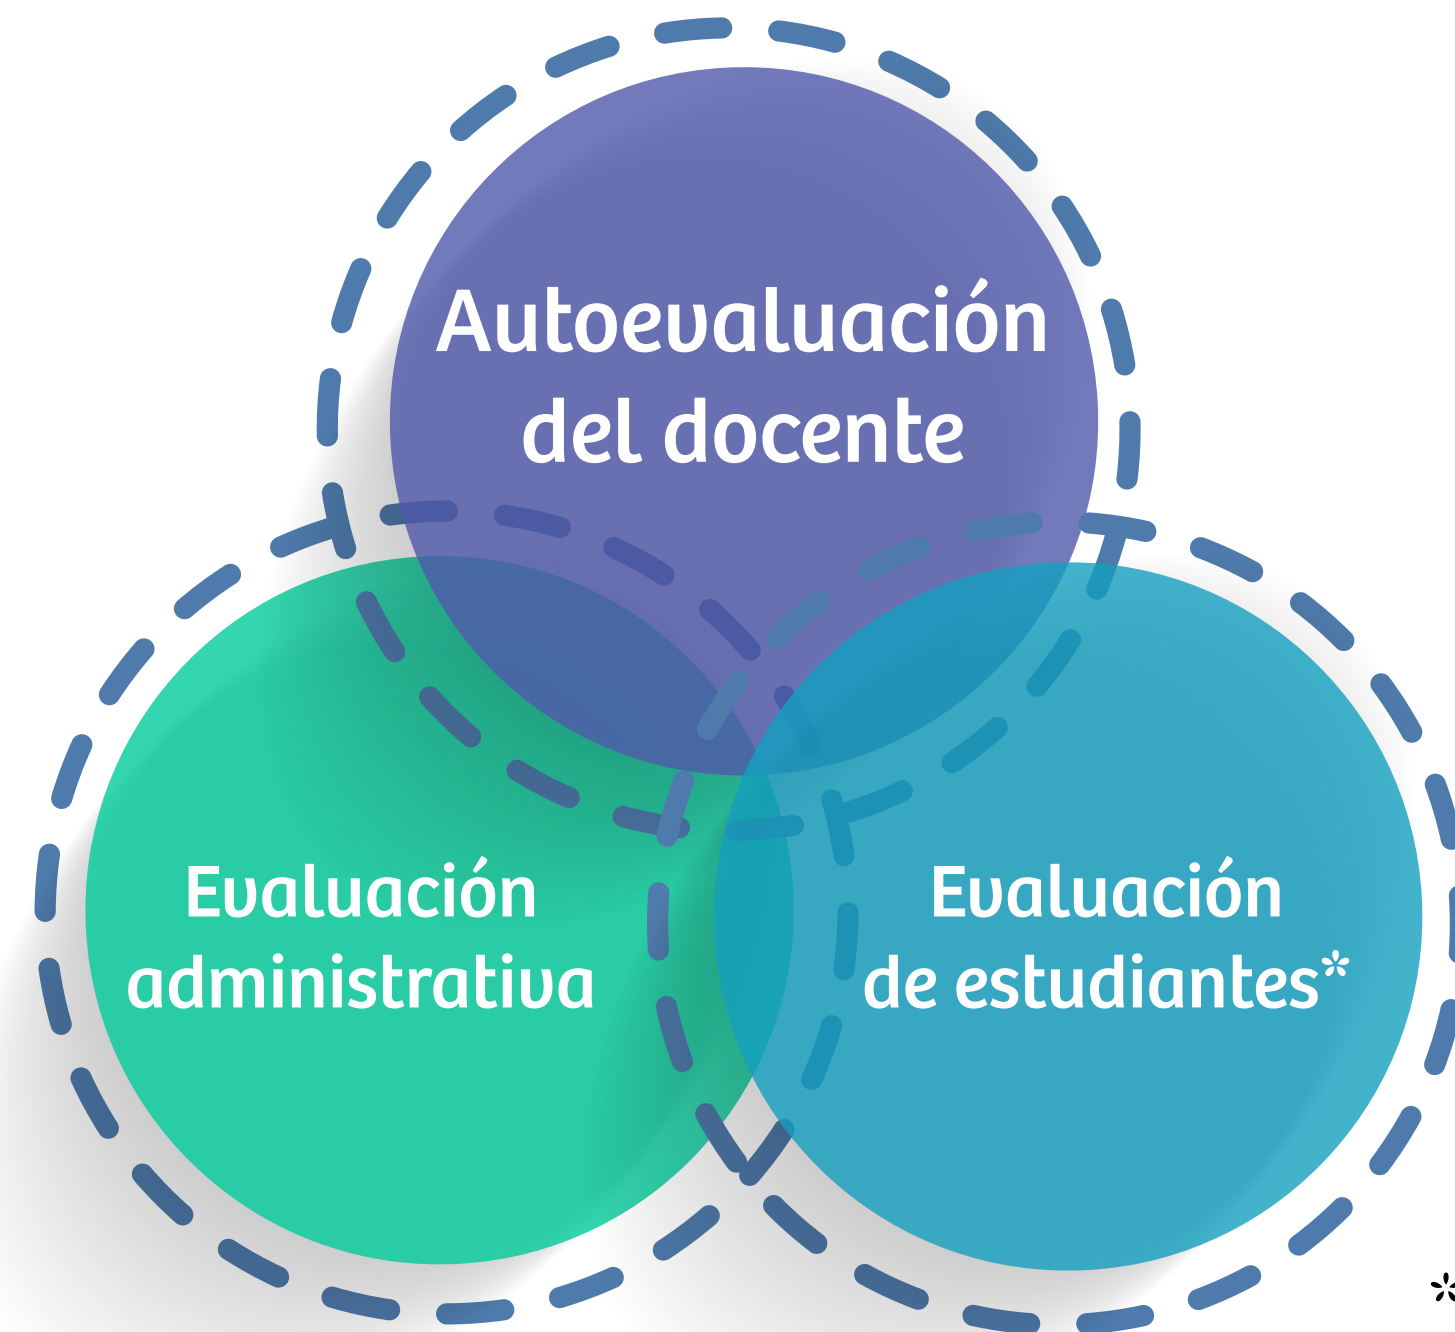 Autoevaluación
del docente
Evaluación
administrativa
Evaluación
de estudiantes*
*